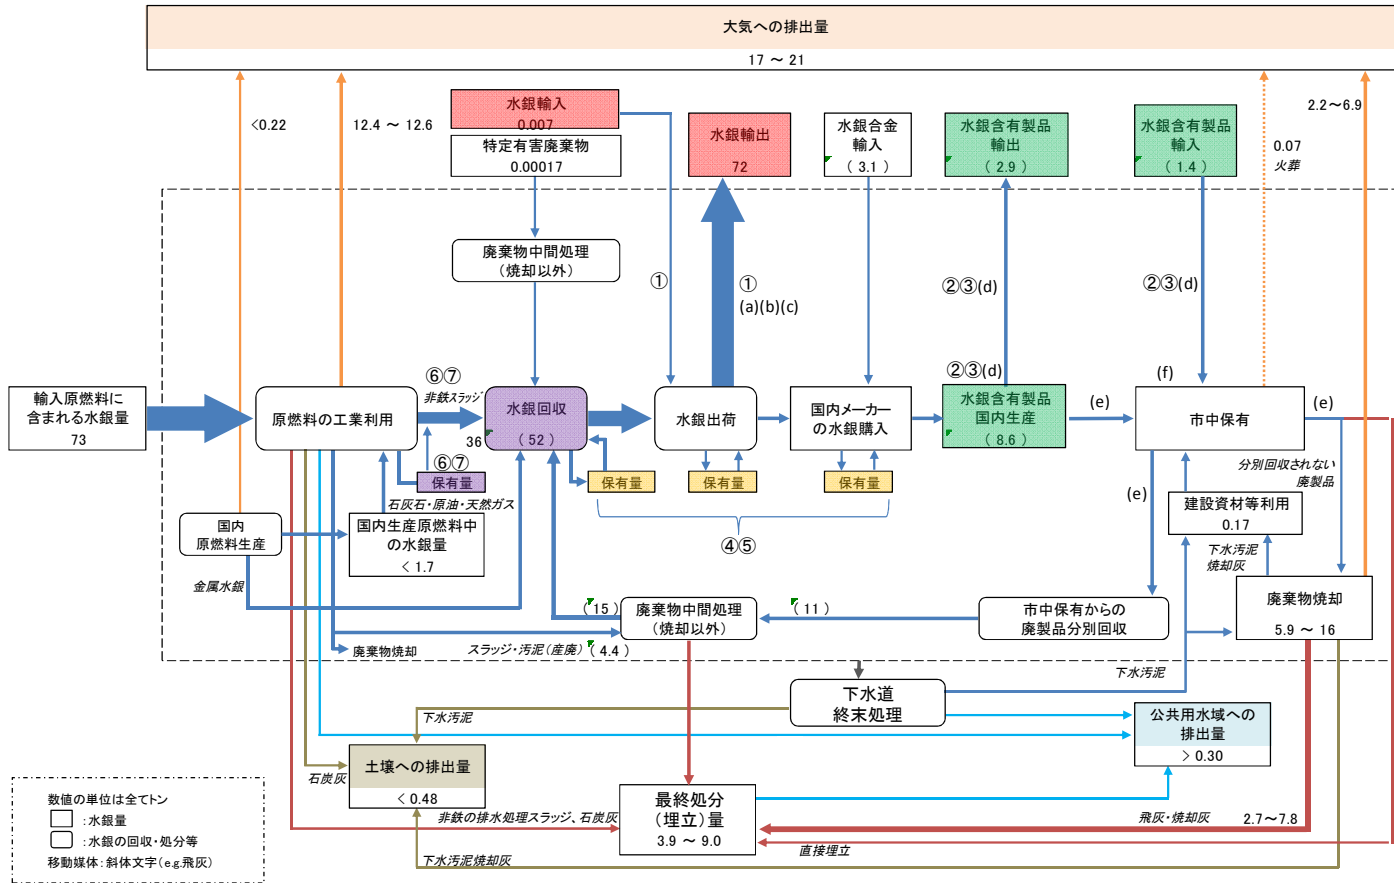 大気への排出量
17 ～ 21
<0.22
12.4 ～ 12.6
水銀輸入
0.007
特定有害廃棄物
0.00017
水銀輸出
72
水銀合金
輸入
( 3.1 )
水銀含有製品
輸出
( 2.9 )
水銀含有製品
輸入
( 1.4 )
0.07
火葬
2.2～6.9
廃棄物中間処理
(焼却以外)
①
①
(a)(b)(c)
②③(d)
②③(d)
輸入原燃料に
含まれる水銀量
73
原燃料の工業利用
⑥⑦
非鉄スラッジ
36
水銀回収
( 52 )
水銀出荷
国内メーカー
の水銀購入
②③(d)
水銀含有製品
国内生産
( 8.6 )
(e)
(f)
市中保有
(e)
⑥⑦
保有量
保有量
保有量
保有量
④⑤
石灰石・原油・天然ガス
国内
原燃料生産
国内生産原燃料中
の水銀量
< 1.7
金属水銀
(e)
分別回収されない
廃製品
建設資材等利用
0.17
下水汚泥
焼却灰
廃棄物焼却
5.9 ～ 16
( 15 )
廃棄物中間処理
(焼却以外)
( 11 )
市中保有からの
廃製品分別回収
廃棄物焼却
スラッジ・汚泥(産廃)
( 4.4 )
下水汚泥
下水道
終末処理
下水汚泥
公共用水域への
排出量
> 0.30
石炭灰
土壌への排出量
< 0.48
非鉄の排水処理スラッジ、石炭灰
最終処分
(埋立)量
3.9 ～ 9.0
飛灰・焼却灰
2.7～7.8
直接埋立
下水汚泥焼却灰
数値の単位は全てトン
:水銀量
:水銀の回収・処分等
移動媒体:斜体文字(e.g.飛灰)